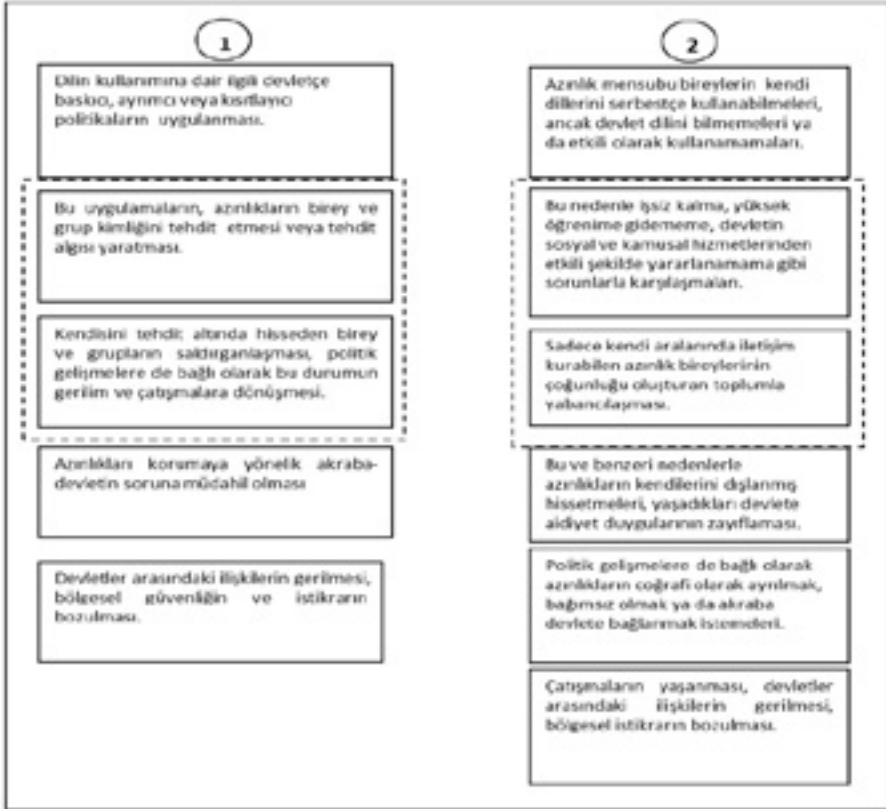 1
Dilin kullanımına dair ilgili devletçe
baskıcı, ayrımcı veya kısıtlayıcı
politikaların uygulanması.
Bu uygulamaların, azınlıkların birey ve
grup kimliğini tehdit etmesi veya tehdit
algısı yaratması.
Kendisini tehdit altında hisseden birey
ve grupların saldırganlaşması, politik
gelişmelere de bağlı olarak bu durumun
gerilim ve çatışmalara dönüşmesi.
Azınlıkları korumaya yönelik akraba-
devletin soruna müdahil olması
Devletler arasındaki ilişkilerin gerilmesi,
bölgesel güvenliğin ve istikrarın
bozulması.
2
Azınlık mensubu bireylerin kendi
dillerini serbestçe kullanabilmeleri,
ancak devlet dilini bilmemeleri ya
da etkili olarak kullanamamaları.
Bu nedenle işsiz kalma, yüksek
öğrenime gidememe, devletin
sosyal ve kamusal hizmetlerinden
etkili şekilde yararlanamama gibi
sorunlarla karşılaşmaları.
Sadece kendi aralarında iletişim
kurabilen azınlık bireylerinin
çoğunluğu oluşturan toplumla
yabancılaşması.
Bu ve benzeri nedenlerle
azınlıkların kendilerini dışlanmış
hissetmeleri, yaşadıkları devlete
aidiyet duygularının zayıflaması.
Politik gelişmelere de bağlı olarak
azınlıkların coğrafi olarak ayrılmak,
bağımsız olmak ya da akraba
devlete bağlanmak istemeleri.
Çatışmaların yaşanması, devletler
arasındaki ilişkilerin gerilmesi,
bölgesel istikrarın bozulması.